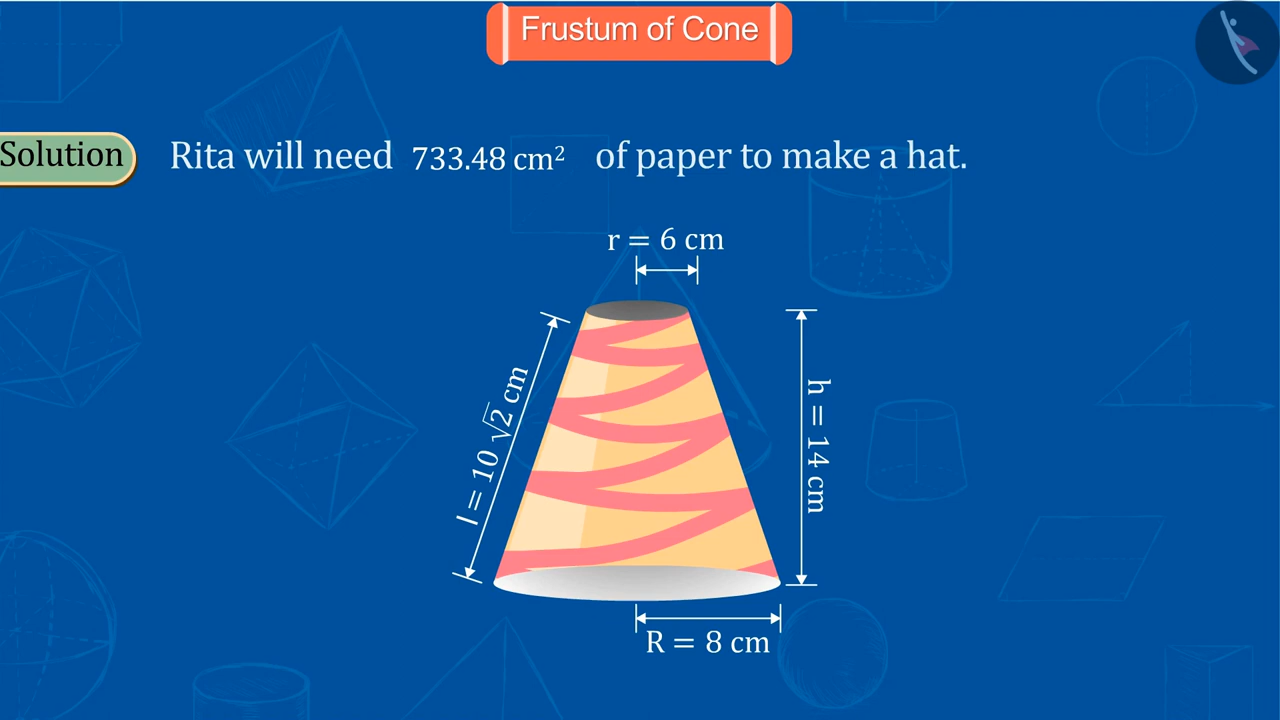 Frustum of Cone
Solution
Rita will need 733.48 cm² of paper to make a hat.
r = 6 cm
l = 10 √2 cm
h = 14 cm
R = 8 cm